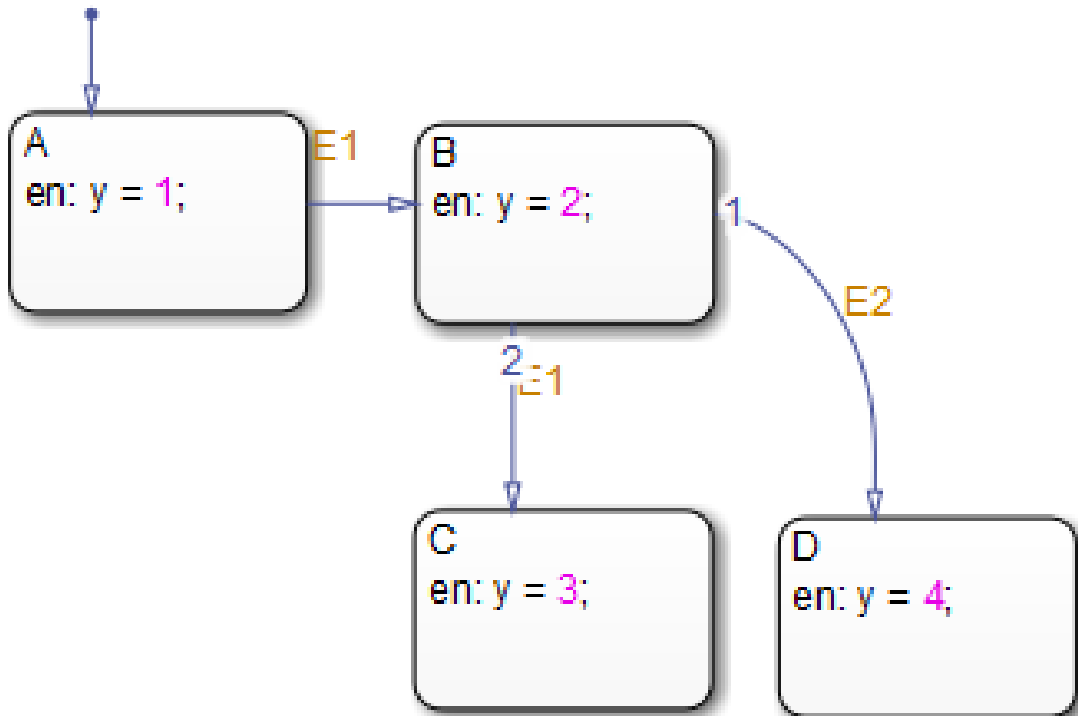 A
en: y = 1;
E1
B
en: y = 2;
1
E2
2
E1
C
en: y = 3;
D
en: y = 4;